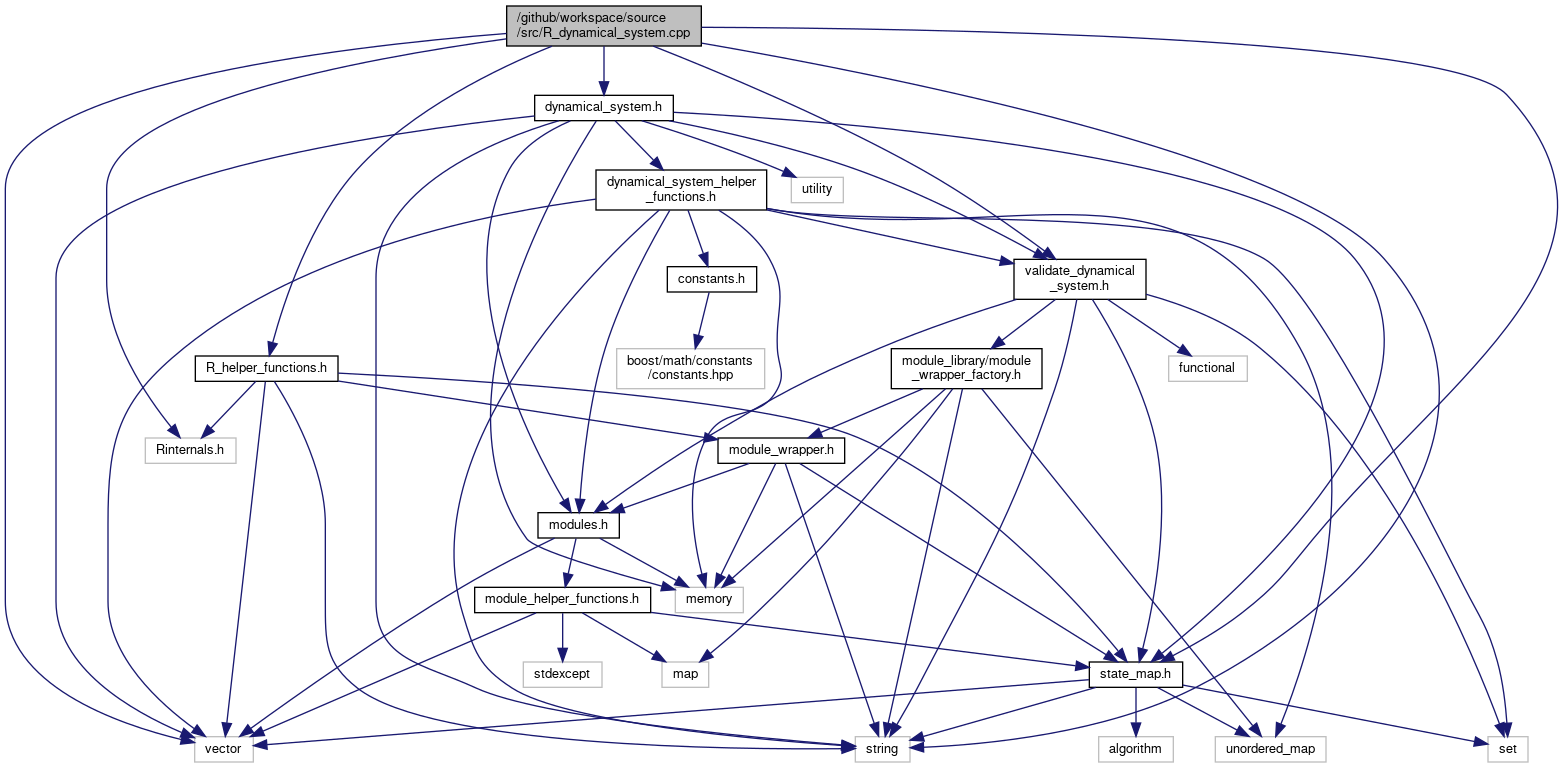 /github/workspace/source
/src/R_dynamical_system.cpp
dynamical_system.h
dynamical_system_helper
_functions.h
utility
constants.h
validate_dynamical
_system.h
R_helper_functions.h
boost/math/constants
/constants.hpp
module_library/module
_wrapper_factory.h
functional
Rinternals.h
module_wrapper.h
modules.h
module_helper_functions.h
memory
stdexcept
map
state_map.h
vector
string
algorithm
unordered_map
set